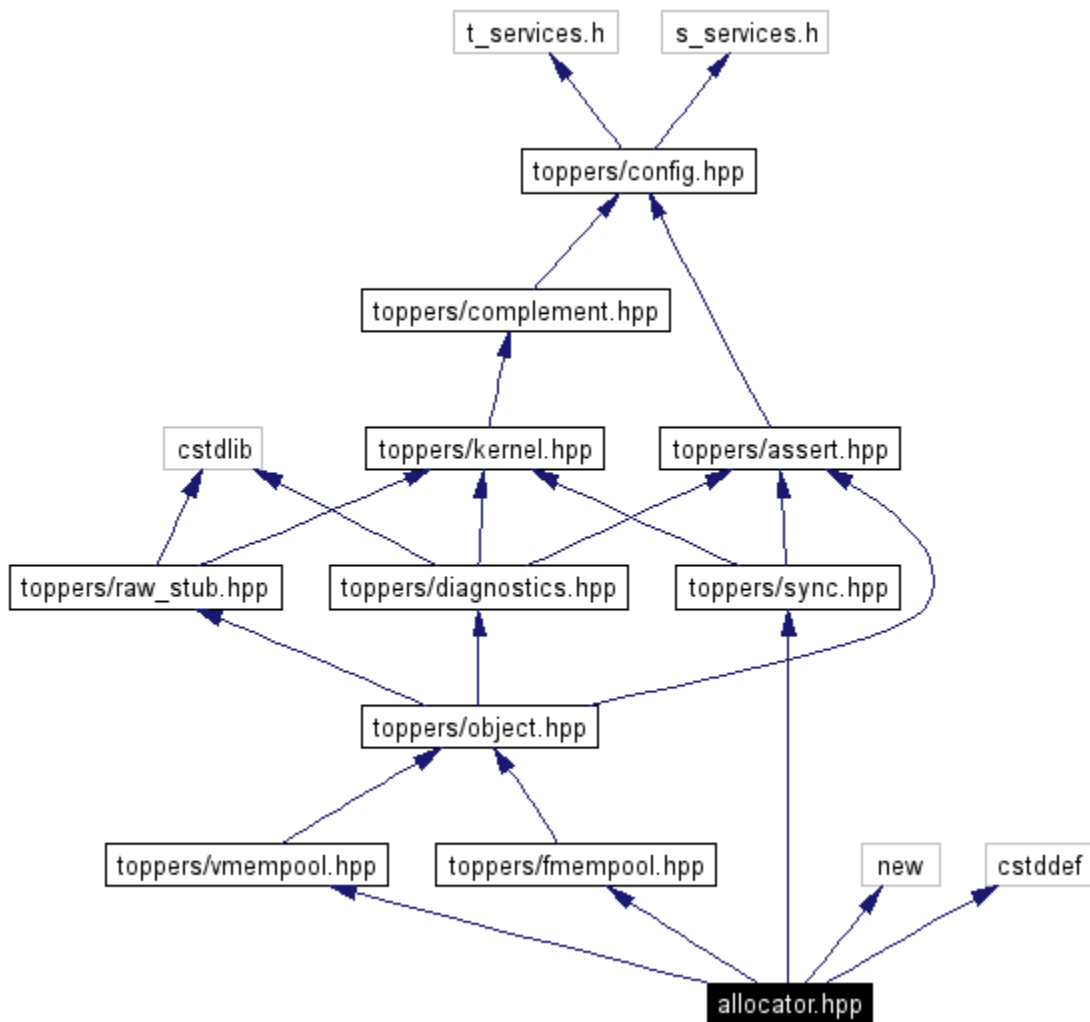 t_services.h
s_services.h
toppers/config.hpp
toppers/complement.hpp
cstdlib
toppers/kernel.hpp
toppers/assert.hpp
toppers/raw_stub.hpp
toppers/diagnostics.hpp
toppers/sync.hpp
toppers/object.hpp
toppers/vmempool.hpp
toppers/fmempool.hpp
new
cstddef
allocator.hpp